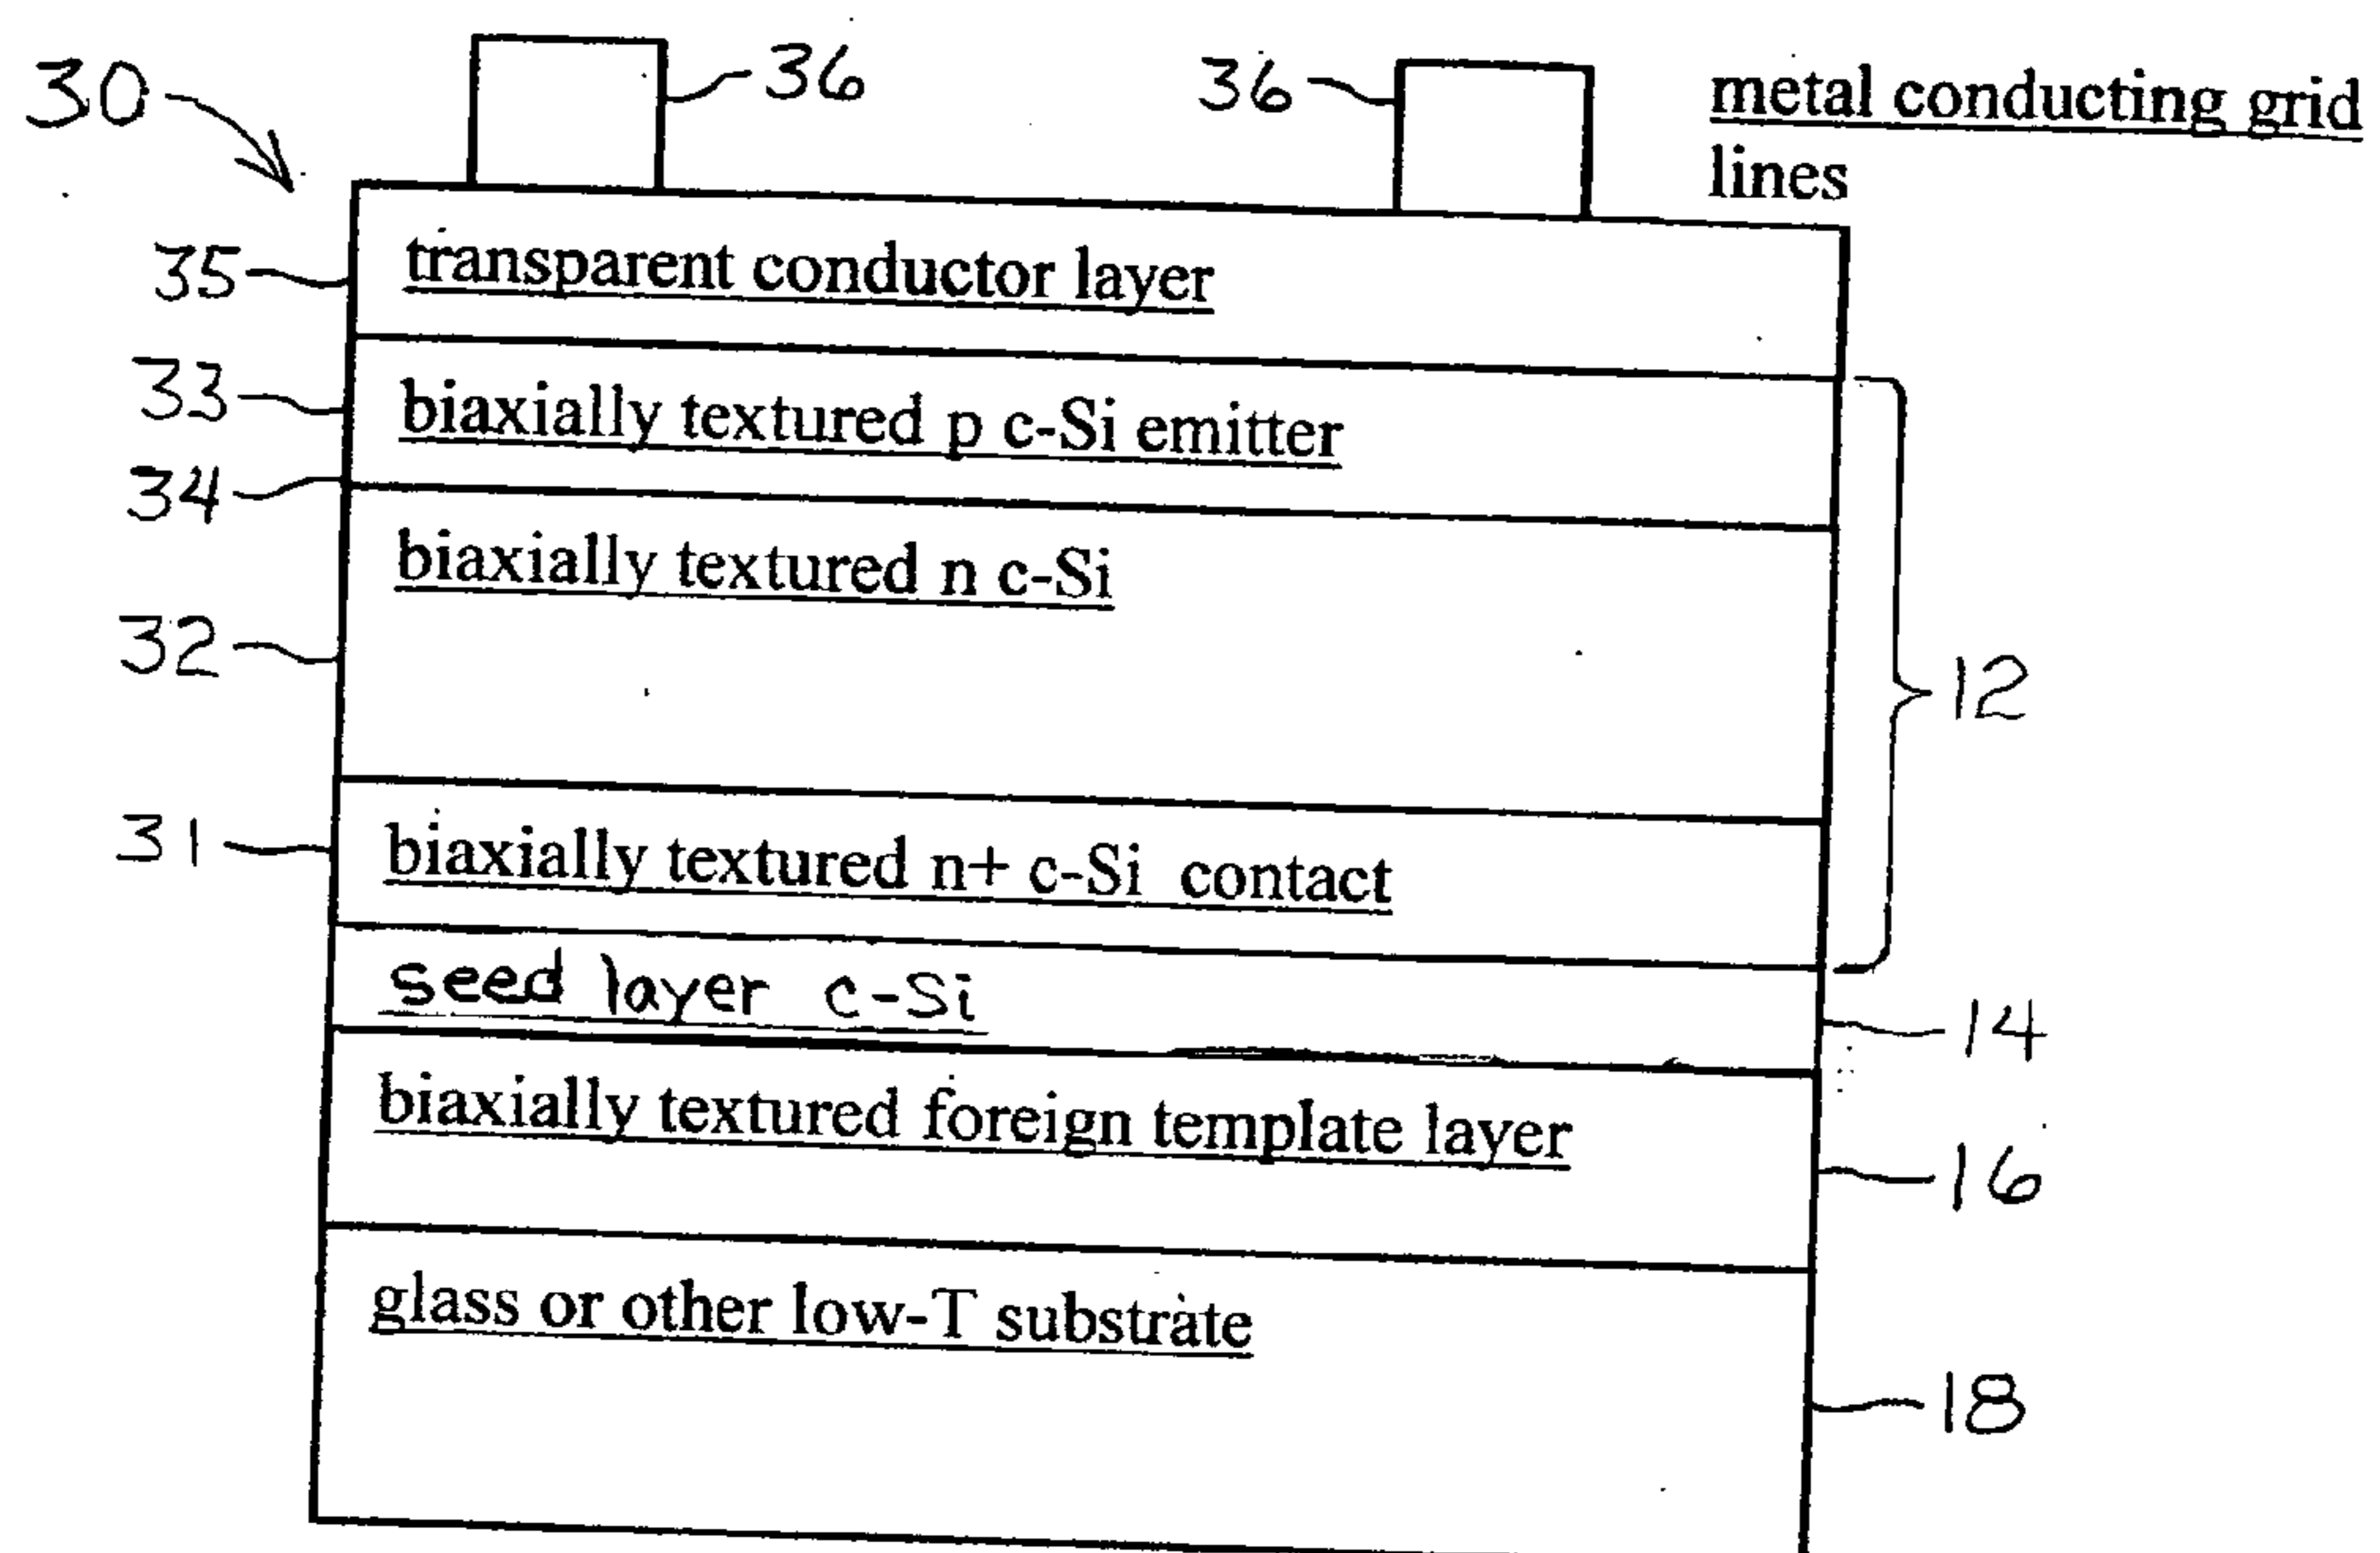 30
36
36
metal conducting grid
lines
35
transparent conductor layer
33
biaxially textured p c-Si emitter
34
biaxially textured n c-Si
32
12
31
biaxially textured n+ c-Si contact
seed layer c-Si
14
biaxially textured foreign template layer
16
glass or other low-T substrate
18